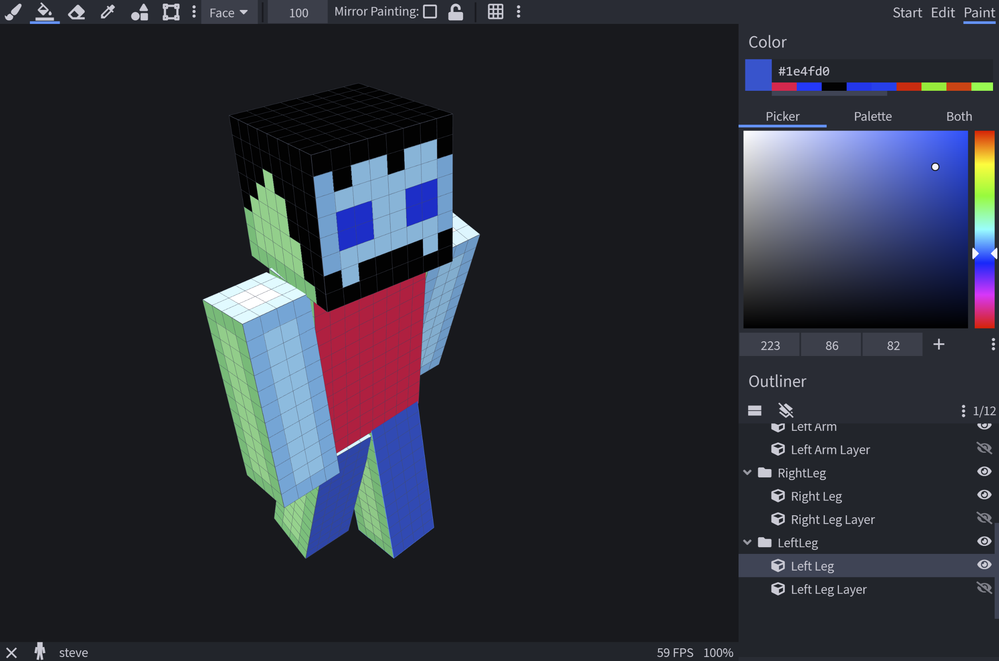 Face 100 Mirror Painting: Start Edit Paint
Color
#1e4fd0
Picker Palette Both
223 86 82
Outliner
1/12
Left Arm
Left Arm Layer
RightLeg
Right Leg
Right Leg Layer
LeftLeg
Left Leg
Left Leg Layer
steve 59 FPS 100%